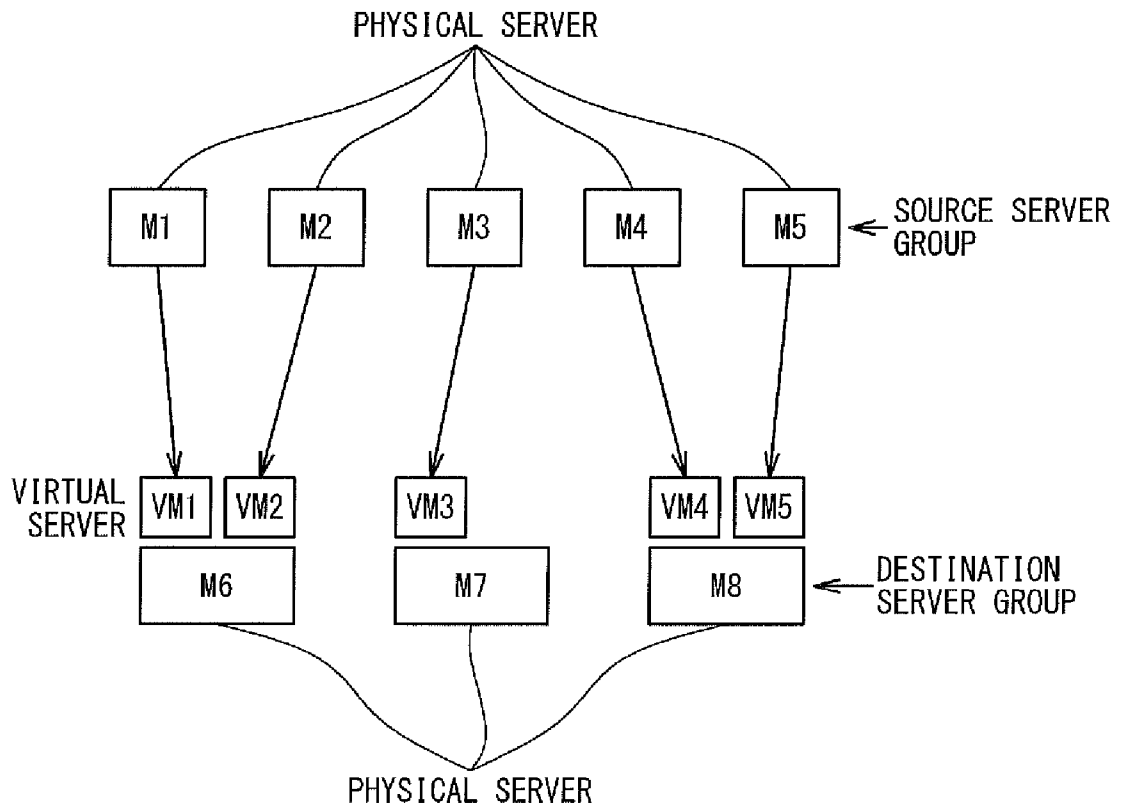 PHYSICAL SERVER
M1 M2 M3 M4 M5
SOURCE SERVER
GROUP
VIRTUAL
SERVER
VM1 VM2 VM3 VM4 VM5
M6 M7 M8
DESTINATION
SERVER GROUP
PHYSICAL SERVER